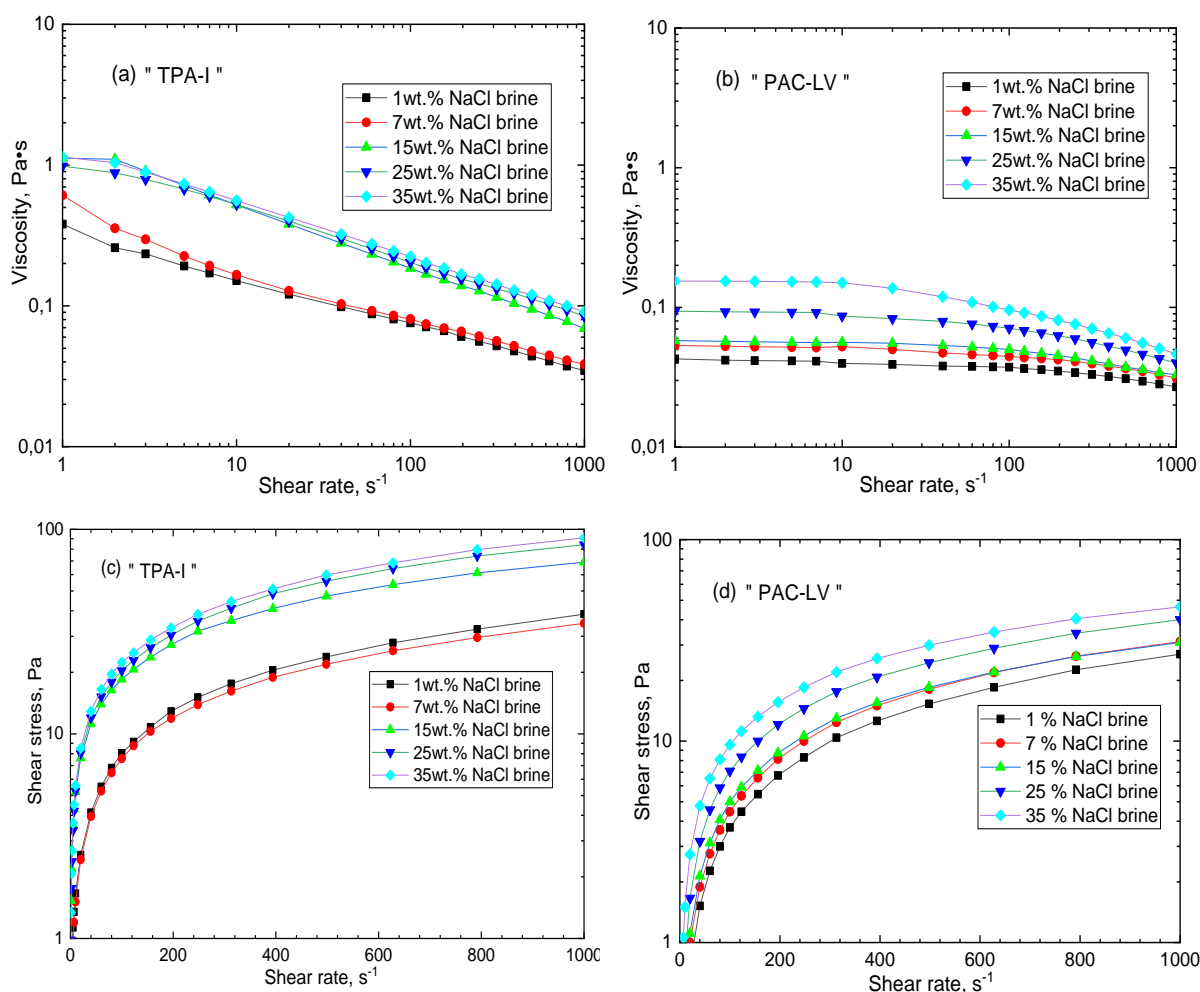 (a) " TPA-I "
1wt.% NaCl brine
7wt.% NaCl brine
15wt.% NaCl brine
25wt.% NaCl brine
35wt.% NaCl brine
10
1
0,1
0,01
Viscosity, Pa•s
1 10 100 1000
Shear rate, s⁻¹
(b) " PAC-LV "
1wt.% NaCl brine
7wt.% NaCl brine
15wt.% NaCl brine
25wt.% NaCl brine
35wt.% NaCl brine
10
1
0,1
0,01
Viscosity, Pa•s
1 10 100 1000
Shear rate, s⁻¹
(c) " TPA-I "
1wt.% NaCl brine
7wt.% NaCl brine
15wt.% NaCl brine
25wt.% NaCl brine
35wt.% NaCl brine
100
10
1
Shear stress, Pa
0 200 400 600 800 1000
Shear rate, s⁻¹
(d) " PAC-LV "
1 % NaCl brine
7 % NaCl brine
15 % NaCl brine
25 % NaCl brine
35 % NaCl brine
100
10
1
Shear stress, Pa
0 200 400 600 800 1000
Shear rate, s⁻¹